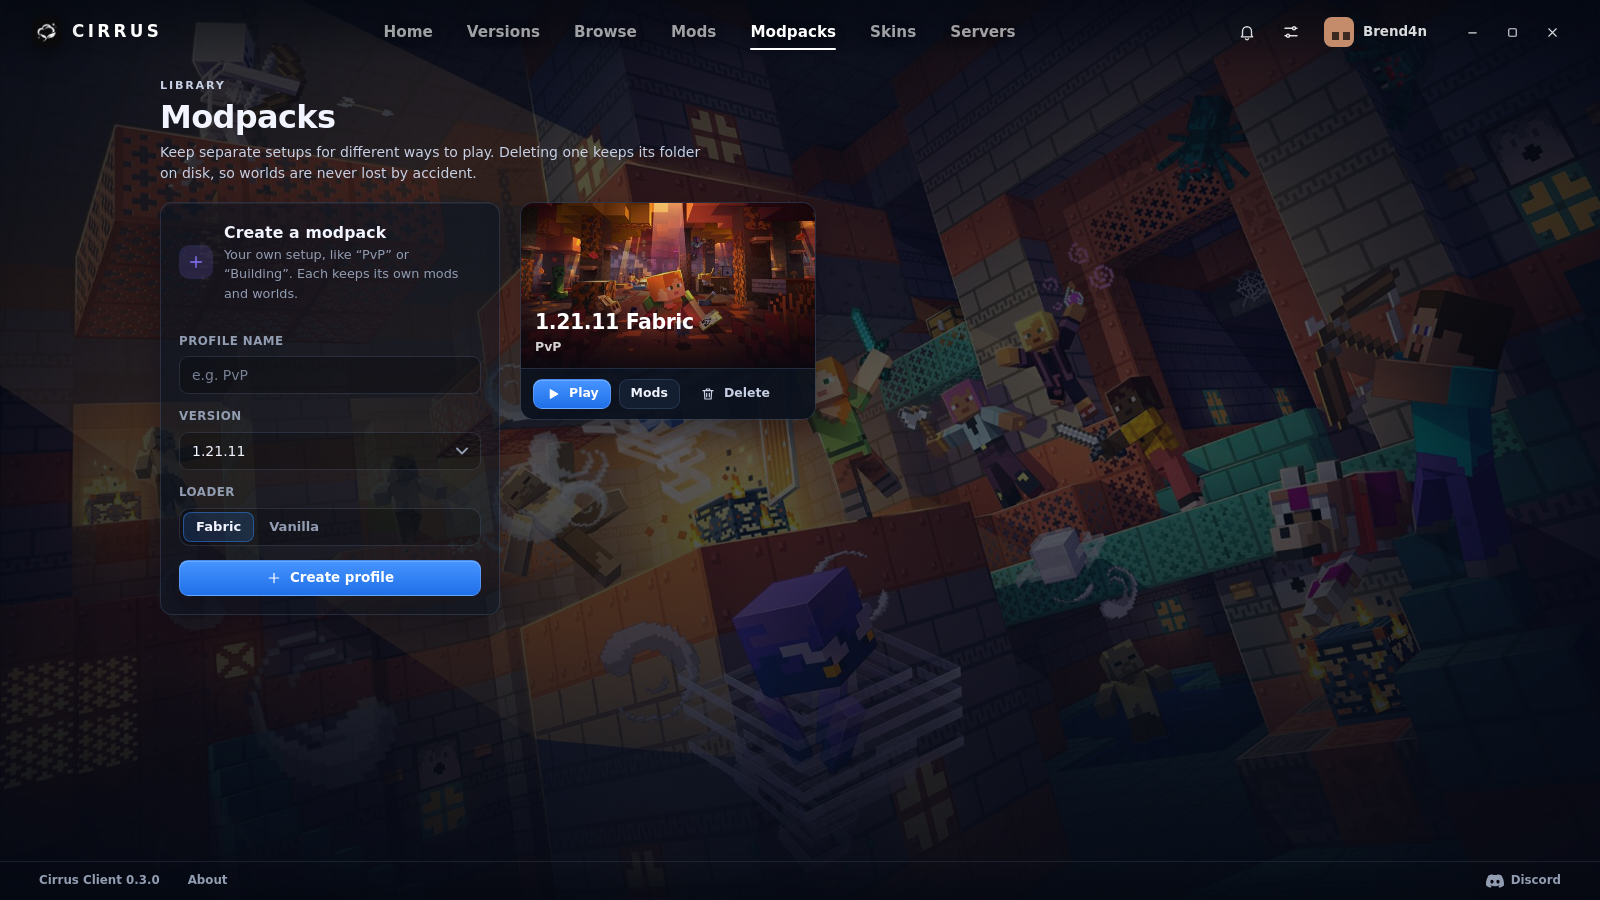 CIRRUS
Home
Versions
Browse
Mods
Modpacks
Skins
Servers
Brend4n
LIBRARY
Modpacks
Keep separate setups for different ways to play. Deleting one keeps its folder
on disk, so worlds are never lost by accident.
Create a modpack
Your own setup, like “PvP” or
“Building”. Each keeps its own mods
and worlds.
PROFILE NAME
e.g. PvP
VERSION
1.21.11
LOADER
Fabric
Vanilla
Create profile
1.21.11 Fabric
PvP
Play
Mods
Delete
Cirrus Client 0.3.0
About
Discord